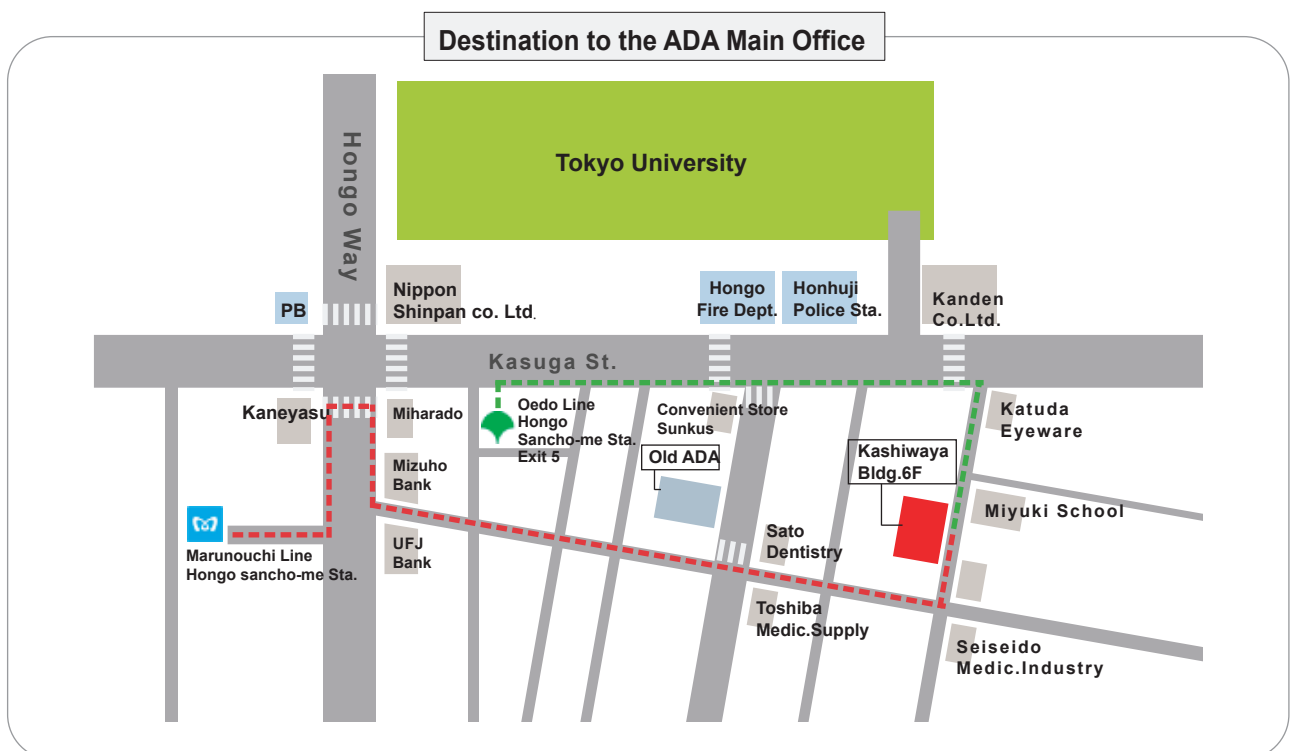 Destination to the ADA Main Office
Tokyo University
Hongo Way
PB
Nippon
Shinpan co. Ltd.
Hongo
Fire Dept.
Honhuji
Police Sta.
Kanden
Co.Ltd.
Kasuga St.
Kaneyasu
Miharado
Oedo Line
Hongo
Sancho-me Sta.
Exit 5
Convenient Store
Sunkus
Katuda
Eyeware
Old ADA
Kashiwaya
Bldg.6F
Mizuho
Bank
Miyuki School
Marunouchi Line
Hongo sancho-me Sta.
UFJ
Bank
Sato
Dentistry
Toshiba
Medic.Supply
Seiseido
Medic.Industry